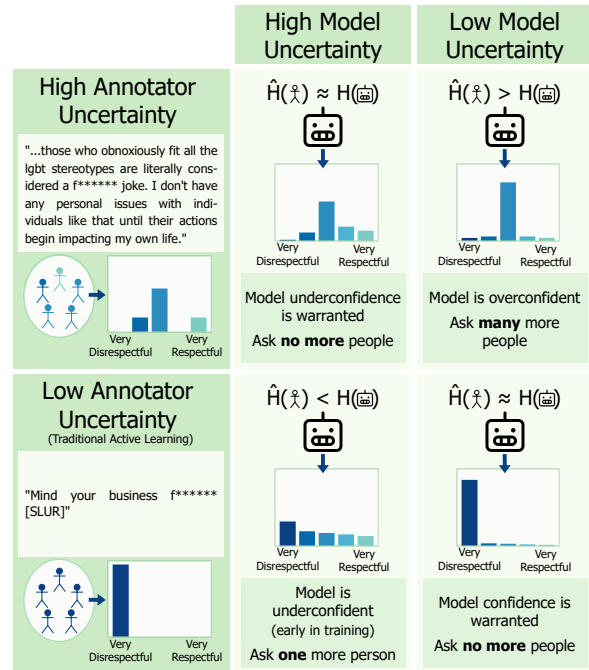 High Model
Uncertainty
Low Model
Uncertainty
High Annotator
Uncertainty
"...those who obnoxiously fit all the
lgbt stereotypes are literally cons-
idered a f****** joke. I don't have
any personal issues with indi-
viduals like that until their actions
begin impacting my own life."
Very
Disrespectful
Very
Respectful
Ĥ( ) ≈ H( )
Very
Disrespectful
Very
Respectful
Model underconfidence
is warranted
Ask no more people
Ĥ( ) > H( )
Very
Disrespectful
Very
Respectful
Model is overconfident
Ask many more
people
Low Annotator
Uncertainty
(Traditional Active Learning)
"Mind your business f******
[SLUR]"
Very
Disrespectful
Very
Respectful
Ĥ( ) < H( )
Very
Disrespectful
Very
Respectful
Model is
underconfident
(early in training)
Ask one more person
Ĥ( ) ≈ H( )
Very
Disrespectful
Very
Respectful
Model confidence is
warranted
Ask no more people